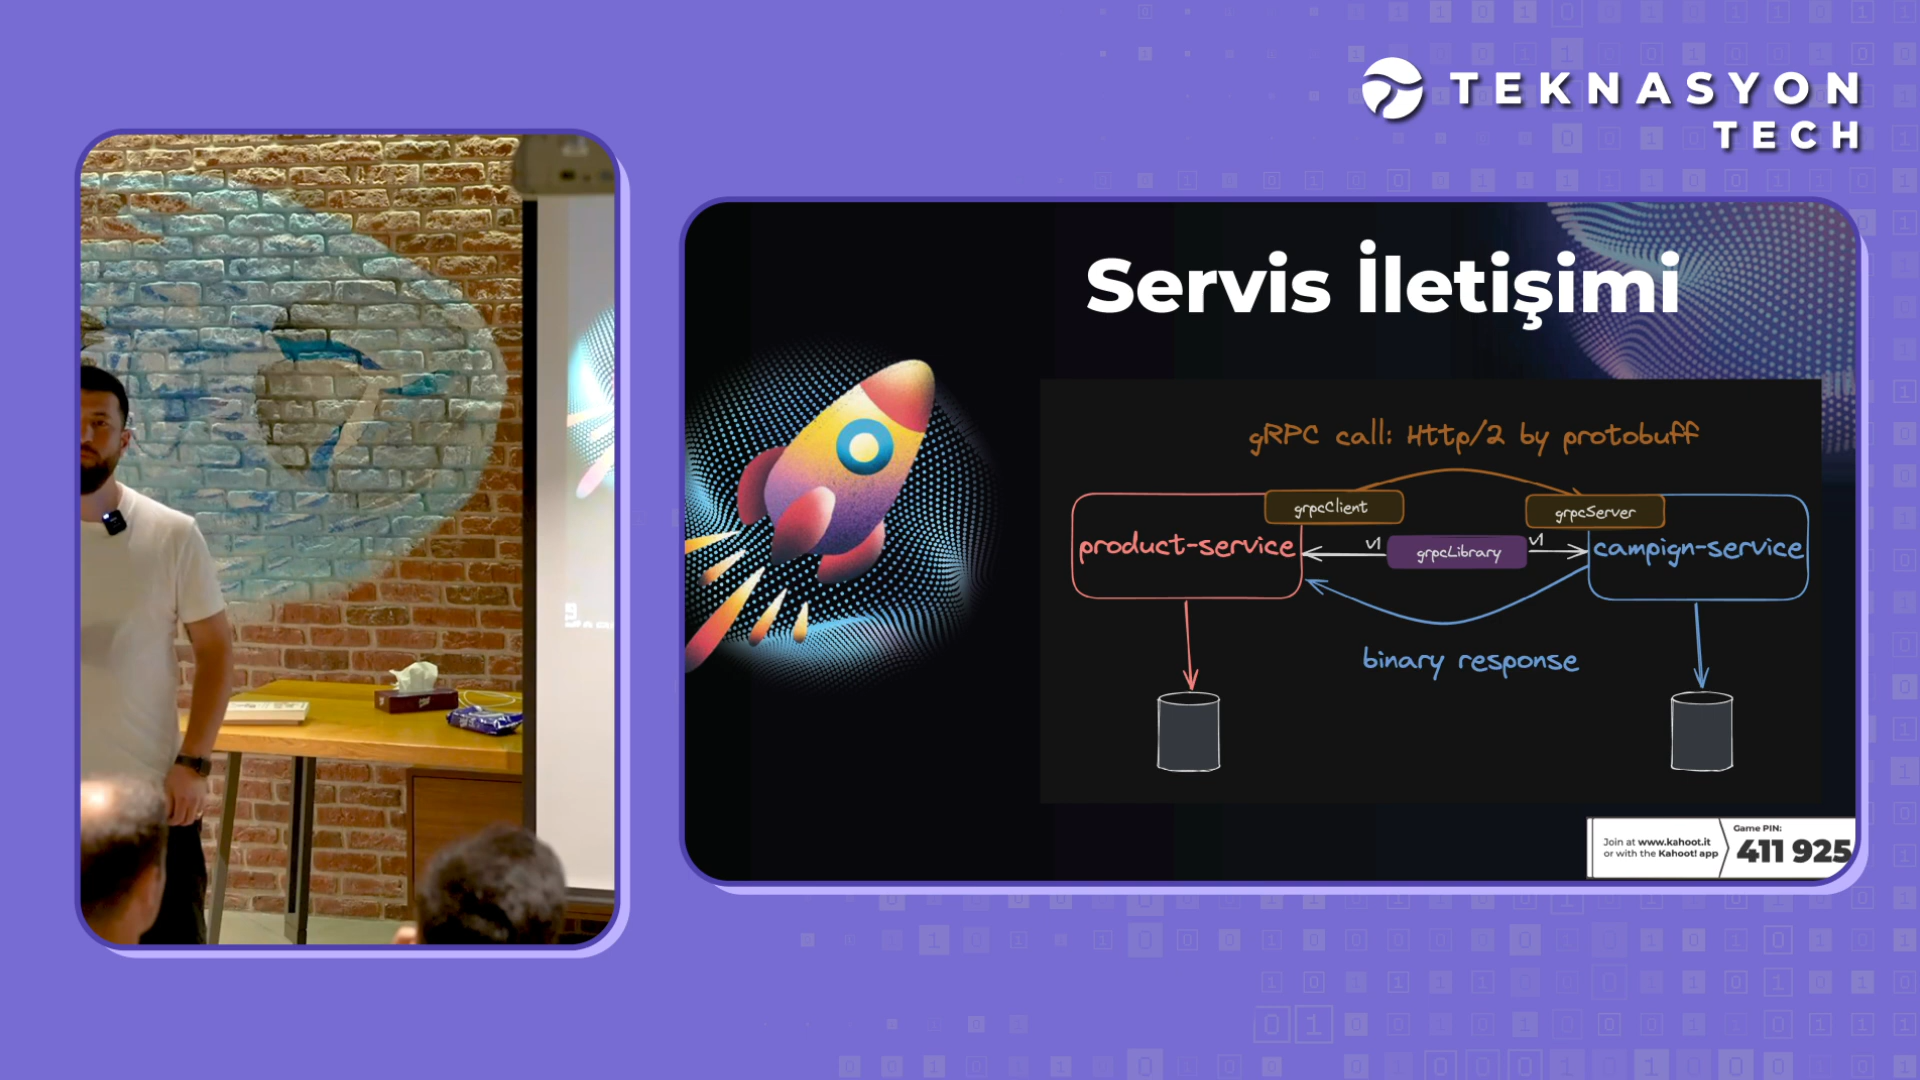 TEKNASYON
TECH
Servis İletişimi
gRPC call: Http/2 by protobuff
grpcClient
grpcServer
product-service
v1
grpcLibrary
v1
campign-service
binary response
Join at www.kahoot.it
or with the Kahoot! app
Game PIN:
411 925